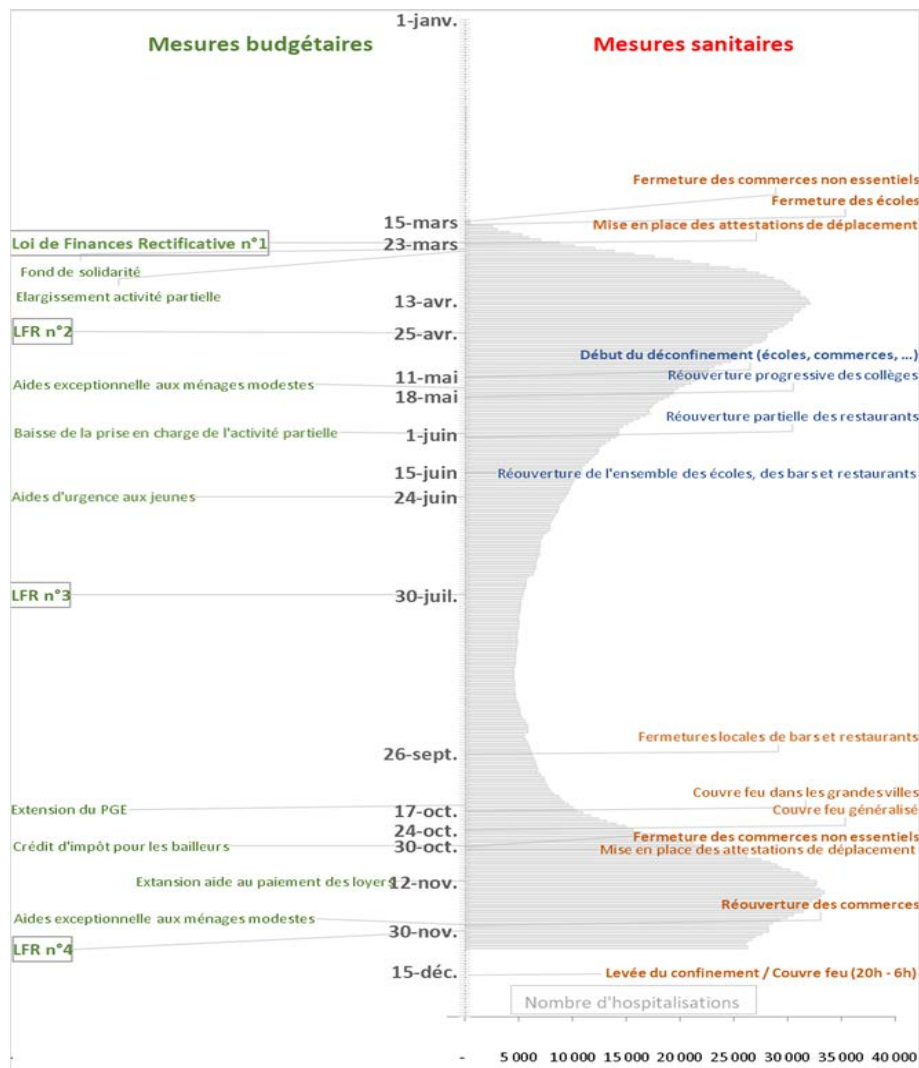 1-janv.
Mesures budgétaires
Mesures sanitaires
Fermeture des commerces non essentiels
Fermeture des écoles
15-mars
Mise en place des attestations de déplacement
Loi de Finances Rectificative n°1
23-mars
Fond de solidarité
Elargissement activité partielle
13-avr.
LFR n°2
25-avr.
Début du déconfinement (écoles, commerces, ...)
11-mai
Réouverture progressive des collèges
Aides exceptionnelle aux ménages modestes
18-mai
Réouverture partielle des restaurants
Baisse de la prise en charge de l'activité partielle
1-juin
15-juin
Réouverture de l'ensemble des écoles, des bars et restaurants
Aides d'urgence aux jeunes
24-juin
LFR n°3
30-juil.
Fermetures locales de bars et restaurants
26-sept.
Couvre feu dans les grandes villes
Extension du PGE
17-oct.
Couvre feu généralisé
24-oct.
Fermeture des commerces non essentiels
Crédit d'impôt pour les bailleurs
30-oct.
Mise en place des attestations de déplacement
Extansion aide au paiement des loyers
12-nov.
Réouverture des commerces
Aides exceptionnelle aux ménages modestes
30-nov.
LFR n°4
15-déc.
Levée du confinement / Couvre feu (20h - 6h)
Nombre d'hospitalisations
- 5 000 10 000 15 000 20 000 25 000 30 000 35 000 40 000